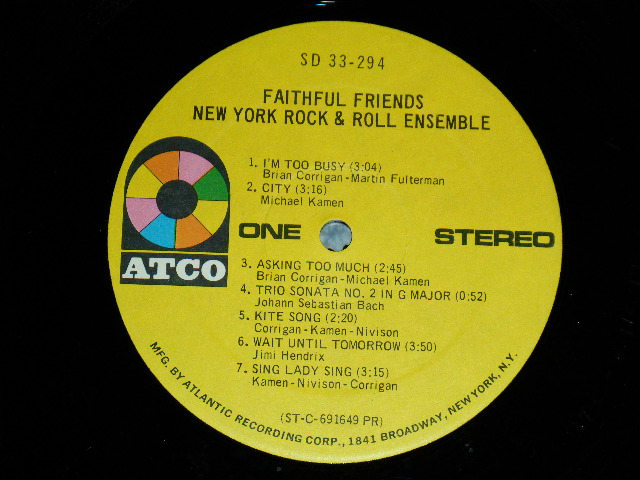 SD 33-294
FAITHFUL FRIENDS
NEW YORK ROCK & ROLL ENSEMBLE
1. I'M TOO BUSY (3:04)
Brian Corrigan-Martin Fulterman
2. CITY (3:16)
Michael Kamen
ONE
STEREO
ATCO
3. ASKING TOO MUCH (2:45)
Brian Corrigan-Michael Kamen
4. TRIO SONATA NO. 2 IN G MAJOR (0:52)
Johann Sebastian Bach
5. KITE SONG (2:20)
Corrigan-Kamen-Nivison
6. WAIT UNTIL TOMORROW (3:50)
Jimi Hendrix
7. SING LADY SING (3:15)
Kamen-Nivison-Corrigan
(ST-C-691649 PR)
MFG. BY ATLANTIC RECORDING CORP., 1841 BROADWAY, NEW YORK, N.Y.